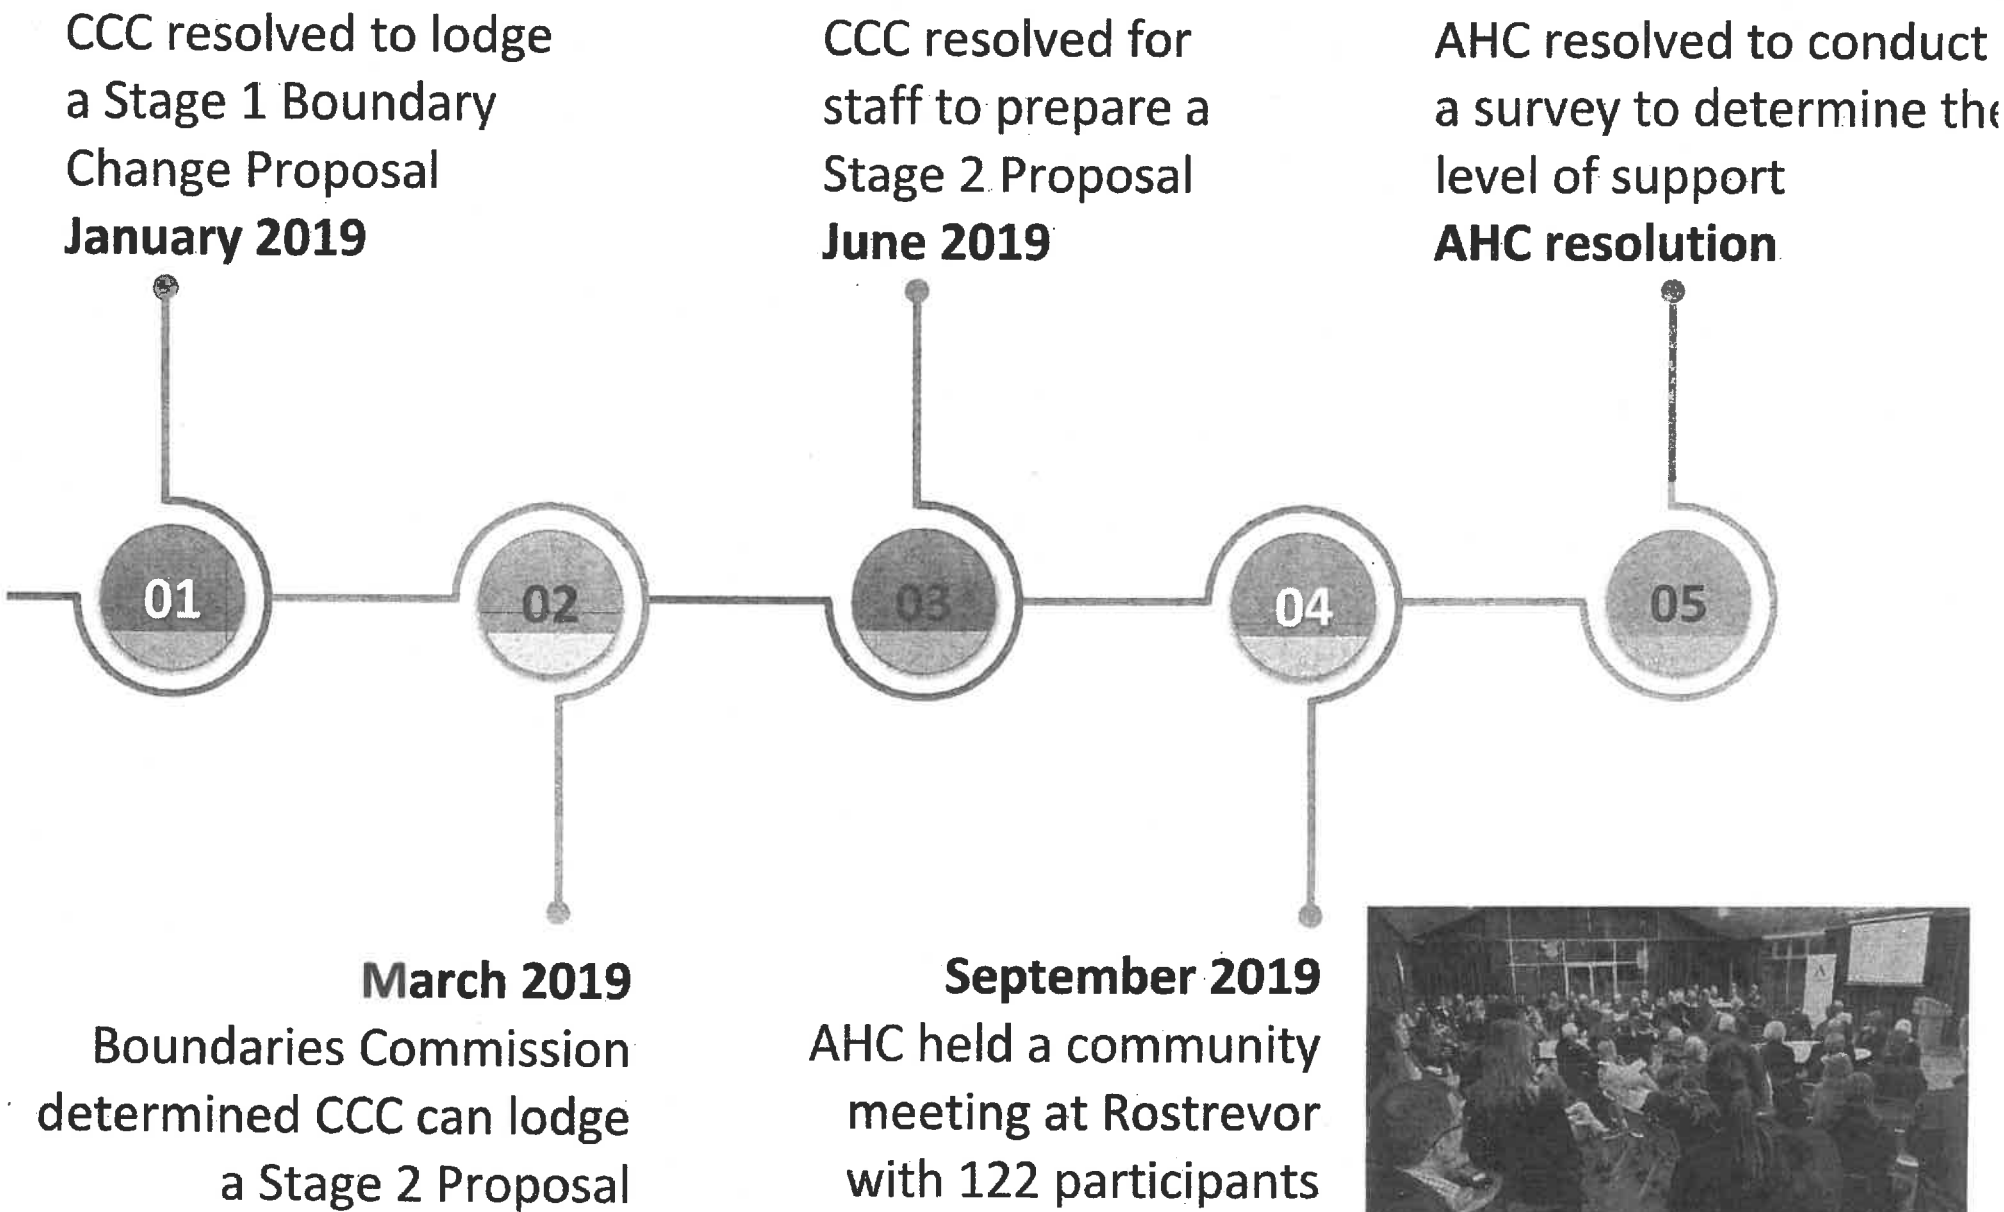 CCC resolved to lodge
a Stage 1 Boundary
Change Proposal
January 2019
CCC resolved for
staff to prepare a
Stage 2 Proposal
June 2019
AHC resolved to conduct
a survey to determine the
level of support
AHC resolution
01
02
03
04
05
March 2019
Boundaries Commission
determined CCC can lodge
a Stage 2 Proposal
September 2019
AHC held a community
meeting at Rostrevor
with 122 participants